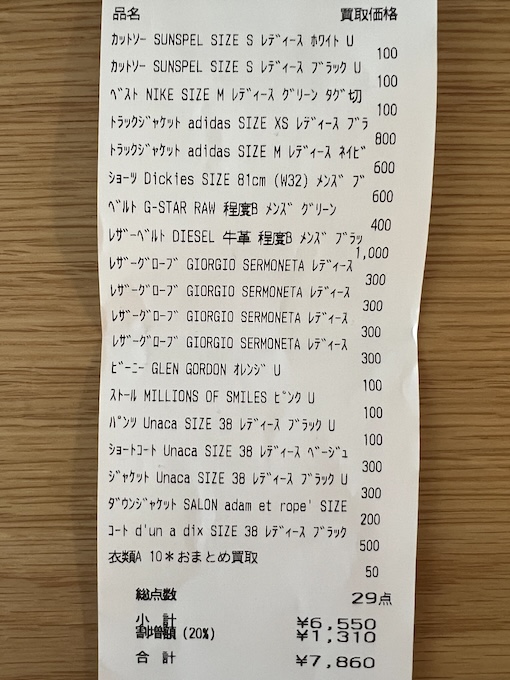 品名 買取価格
カットソー SUNSPEL SIZE S レディース ホワイト U
100
カットソー SUNSPEL SIZE S レディース ブラック U
100
ベスト NIKE SIZE M レディース グリーン タグ切
100
トラックジャケット adidas SIZE XS レディース ブラ
800
トラックジャケット adidas SIZE M レディース ネイビ
600
ショーツ Dickies SIZE 81cm (W32) メンズ ブ
600
ベルト G-STAR RAW 程度B メンズ グリーン
400
レザーベルト DIESEL 牛革 程度B メンズ ブラッ
1,000
レザーグローブ GIORGIO SERMONETA レディース
300
レザーグローブ GIORGIO SERMONETA レディース
300
レザーグローブ GIORGIO SERMONETA レディース
300
レザーグローブ GIORGIO SERMONETA レディース
300
ビーニー GLEN GORDON オレンジ U
100
ストール MILLIONS OF SMILES ピンク U
100
パンツ Unaca SIZE 38 レディース ブラック U
100
ショートコート Unaca SIZE 38 レディース ベージュ
300
ジャケット Unaca SIZE 38 レディース ブラック U
300
ダウンジャケット SALON adam et rope' SIZE
200
コート d'un a dix SIZE 38 レディース ブラック
500
衣類A 10＊おまとめ買取
50
総点数 29点
小計 ¥6,550
割増額(20%) ¥1,310
合計 ¥7,860